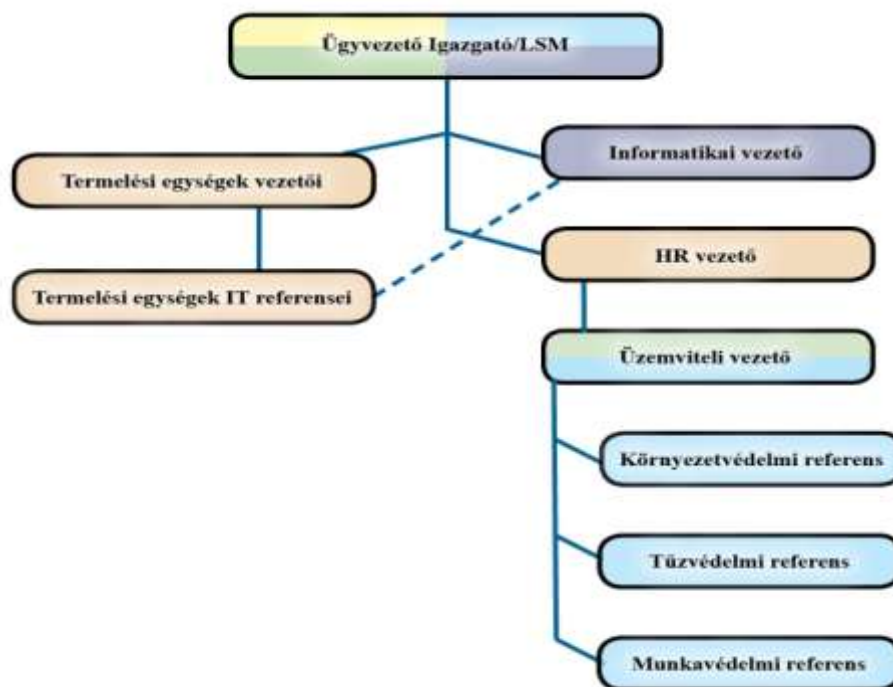 Ügyvezető Igazgató/LSM
Informatikai vezető
Termelési egységek vezetői
HR vezető
Termelési egységek IT referensei
Üzemviteli vezető
Környezetvédelmi referens
Tűzvédelmi referens
Munkavédelmi referens